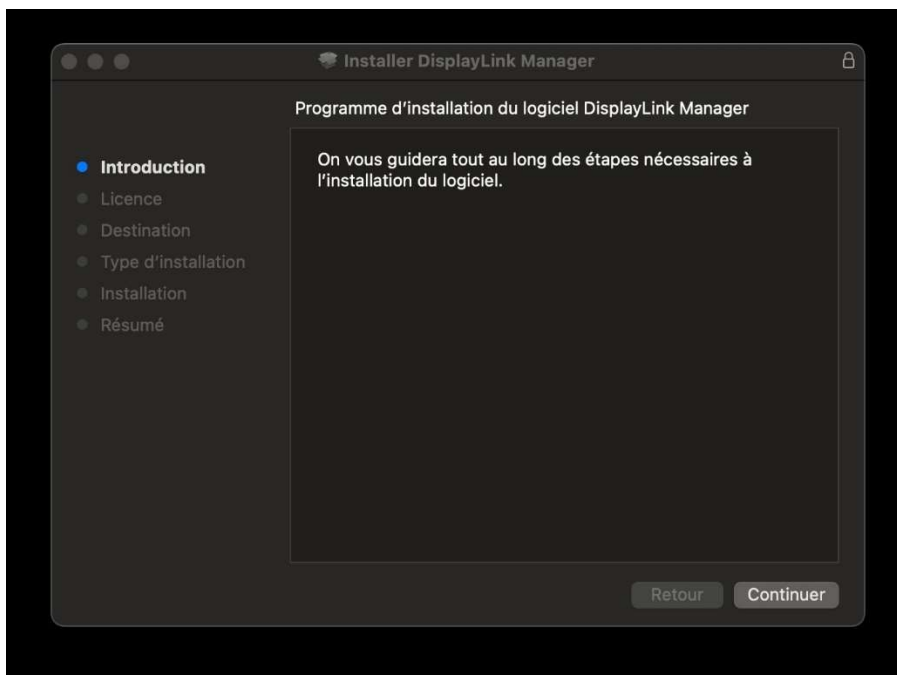 Installer DisplayLink Manager
Programme d'installation du logiciel DisplayLink Manager
Introduction
Licence
Destination
Type d'installation
Installation
Résumé
On vous guidera tout au long des étapes nécessaires à
l'installation du logiciel.
Retour
Continuer